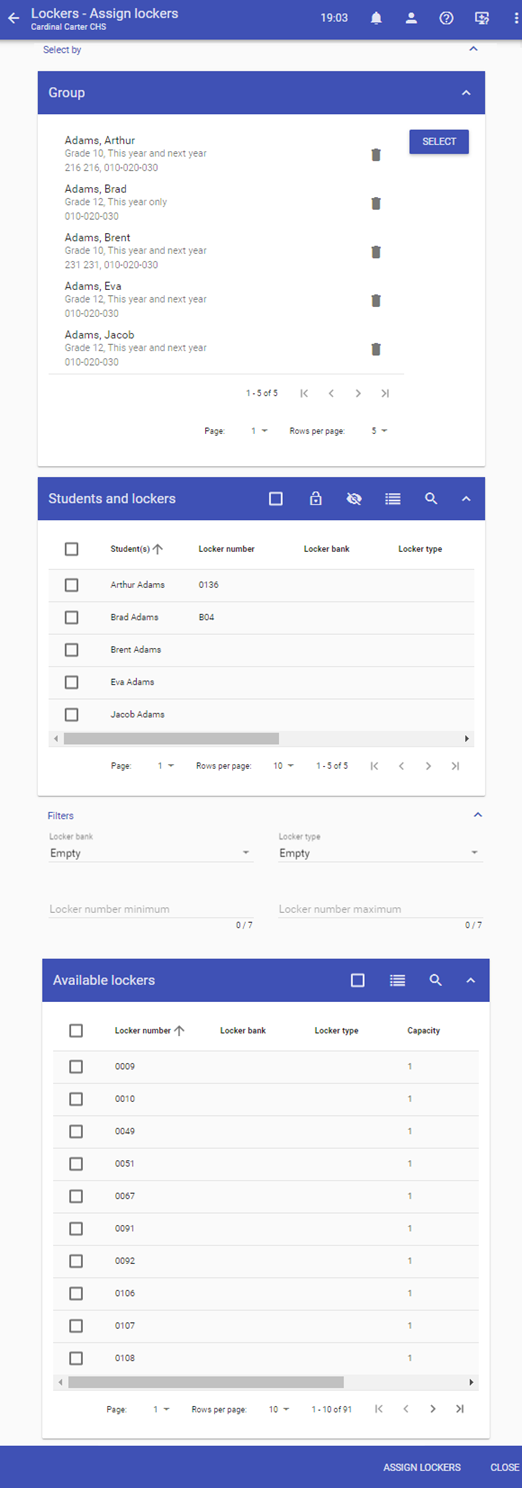 Lockers - Assign lockers
Cardinal Carter CHS
19:03
Select by
Group
SELECT
Adams, Arthur
Grade 10, This year and next year
216 216, 010-020-030
Adams, Brad
Grade 12, This year only
010-020-030
Adams, Brent
Grade 10, This year and next year
231 231, 010-020-030
Adams, Eva
Grade 12, This year and next year
010-020-030
Adams, Jacob
Grade 12, This year and next year
010-020-030
1 - 5 of 5
Page: 1 Rows per page: 5
Students and lockers
Student(s) Locker number Locker bank Locker type
Arthur Adams 0136
Brad Adams B04
Brent Adams
Eva Adams
Jacob Adams
Page: 1 Rows per page: 10 1 - 5 of 5
Filters
Locker bank Locker type
Empty Empty
Locker number minimum Locker number maximum
0 / 7 0 / 7
Available lockers
Locker number Locker bank Locker type Capacity
0009 1
0010 1
0049 1
0051 1
0067 1
0091 1
0092 1
0106 1
0107 1
0108 1
Page: 1 Rows per page: 10 1 - 10 of 91
ASSIGN LOCKERS CLOSE